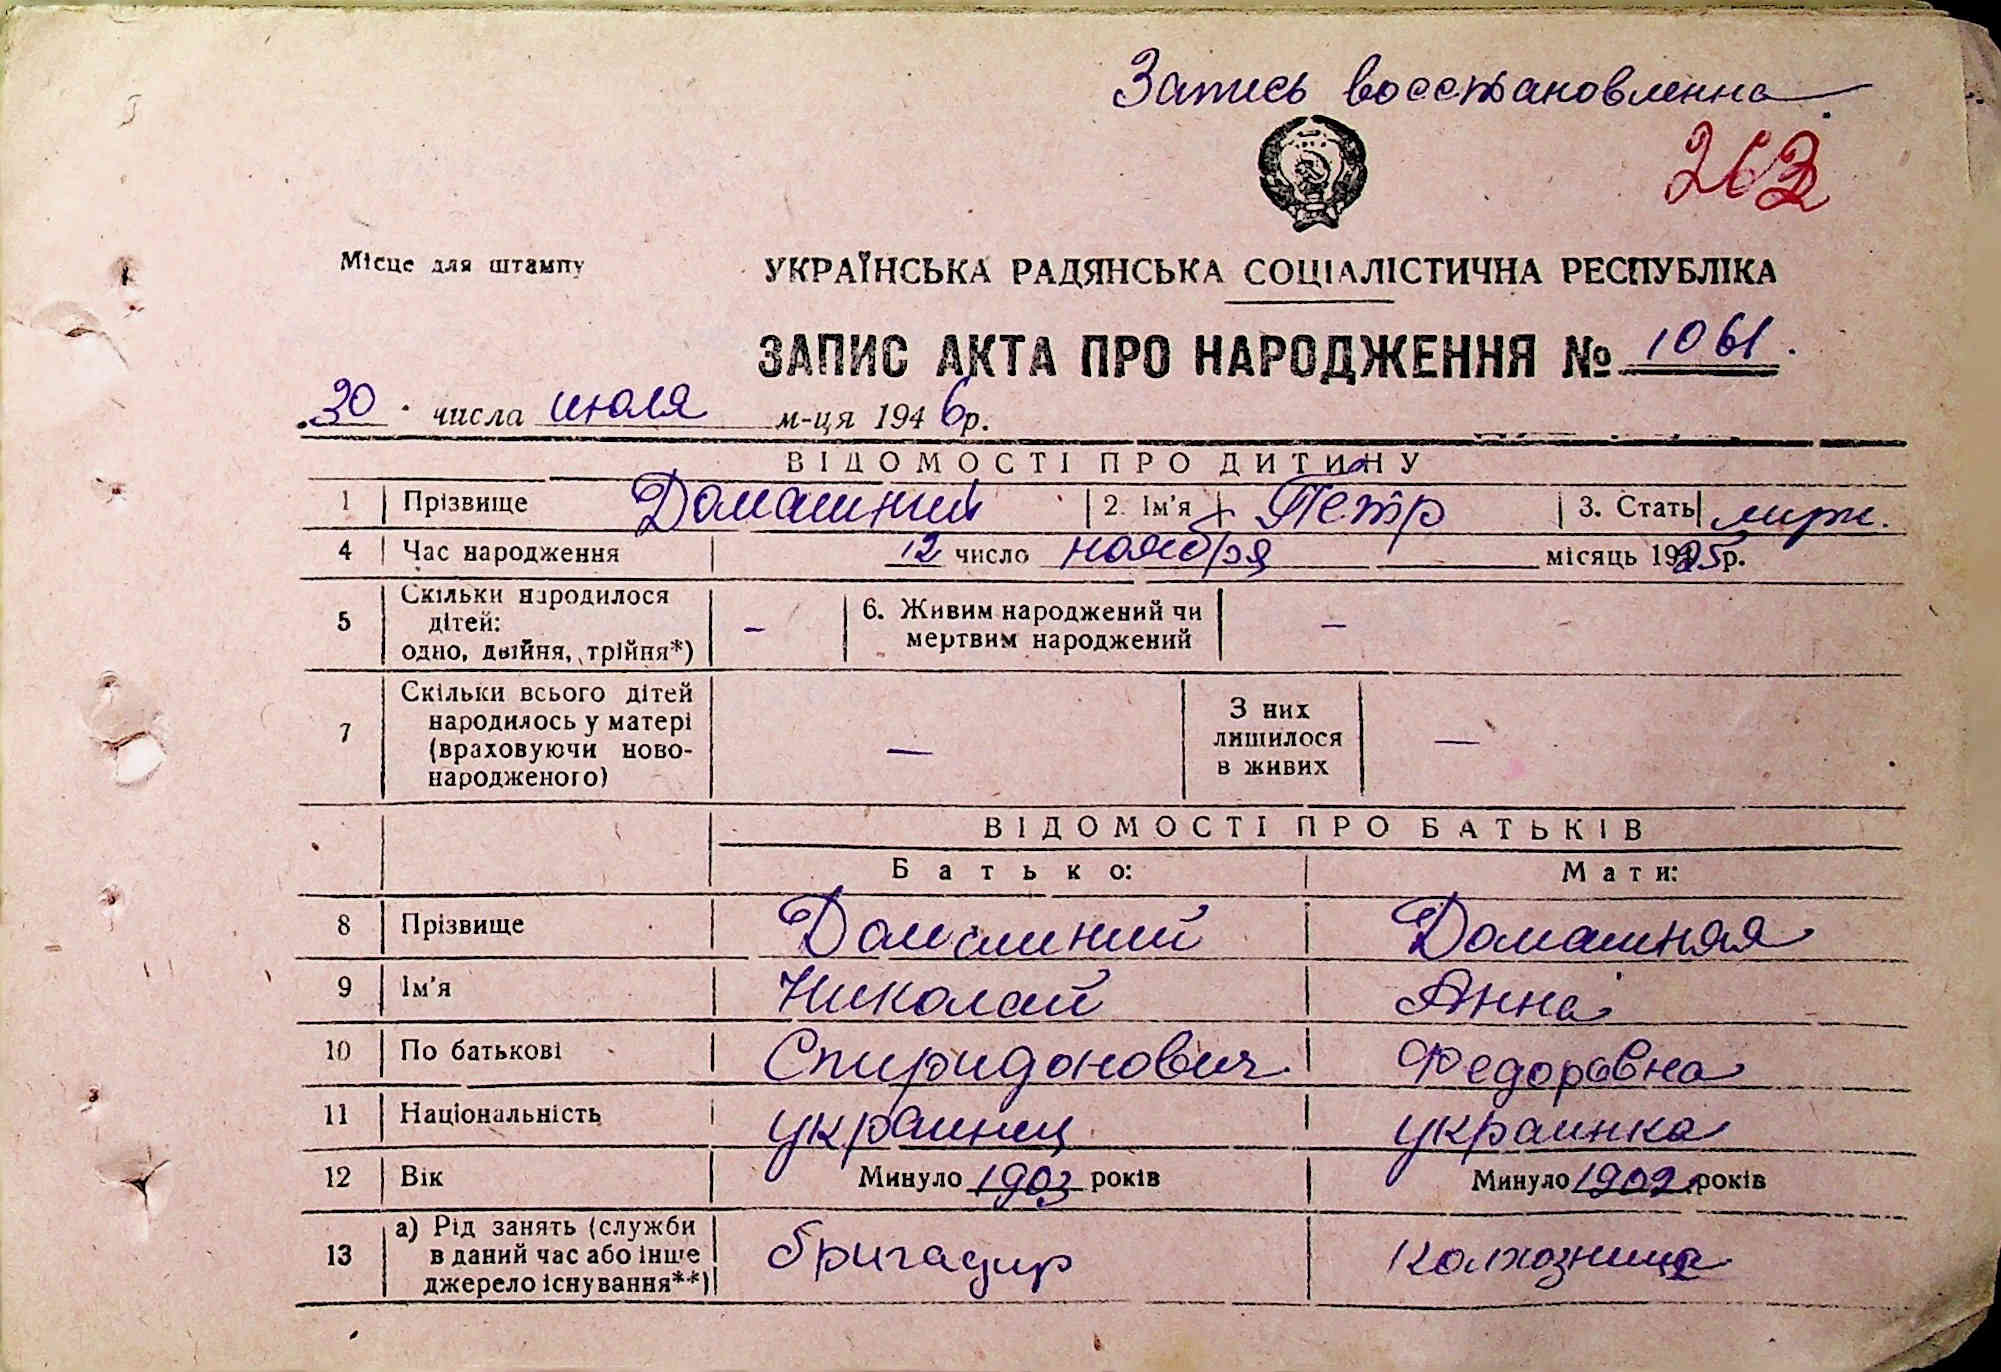 Запись восстановленна
263
Місце для штампу
УКРАЇНСЬКА РАДЯНСЬКА СОЦІАЛІСТИЧНА РЕСПУБЛІКА
ЗАПИС АКТА ПРО НАРОДЖЕННЯ № 1061.
30 числа июля м-ця 1946 р.
ВІДОМОСТІ ПРО ДИТИНУ
1 Прізвище Домашний 2. Ім'я Петр 3. Стать муж.
4 Час народження 12 число ноября місяць 1925 р.
5 Скільки народилося дітей: одно, двійня, трійня*) — 6. Живим народжений чи мертвим народжений —
7 Скільки всього дітей народилось у матері (враховуючи ново-народженого) — З них лишилося в живих —
ВІДОМОСТІ ПРО БАТЬКІВ
Батько: Мати:
8 Прізвище Домашний Домашняя
9 Ім'я Николай Анна
10 По батькові Спиридонович Федоровна
11 Національність украинец украинка
12 Вік Минуло 1903 років Минуло 1902 років
13 а) Рід занять (служби в даний час або інше джерело існування**) бригадир колхозница